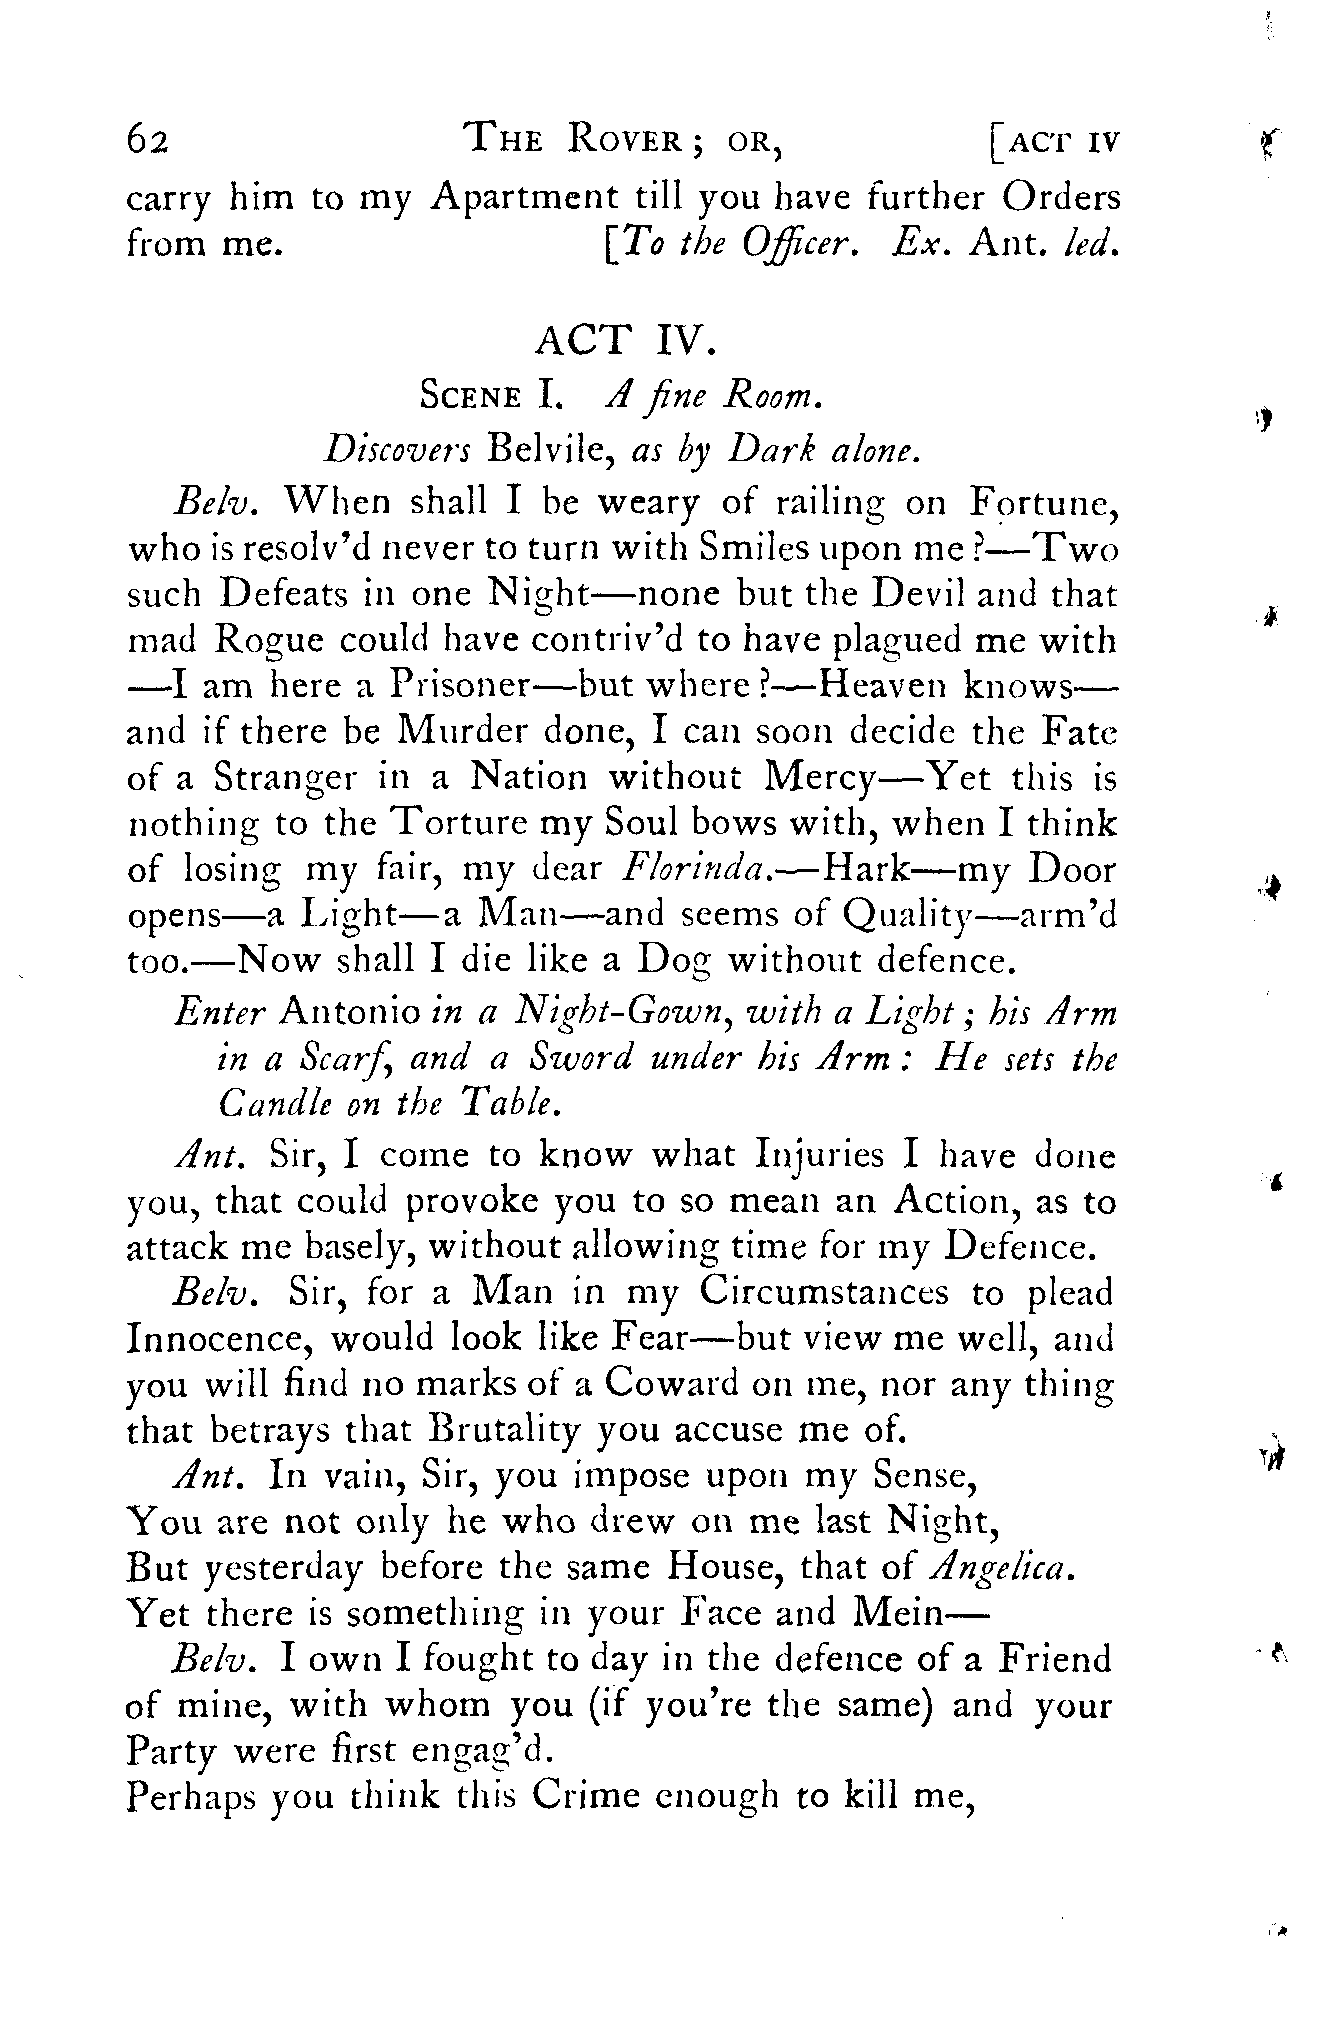 62 THE ROVER; OR, [ACT IV
carry him to my Apartment till you have further Orders
from me. [To the Officer. Ex. Ant. led.
ACT IV.
SCENE I. A fine Room.
Discovers Belvile, as by Dark alone.
Belv. When shall I be weary of railing on Fortune,
who is resolv'd never to turn with Smiles upon me?—Two
such Defeats in one Night—none but the Devil and that
mad Rogue could have contriv'd to have plagued me with
—I am here a Prisoner—but where?—Heaven knows—
and if there be Murder done, I can soon decide the Fate
of a Stranger in a Nation without Mercy—Yet this is
nothing to the Torture my Soul bows with, when I think
of losing my fair, my dear Florinda.—Hark—my Door
opens—a Light—a Man—and seems of Quality—arm'd
too.—Now shall I die like a Dog without defence.
Enter Antonio in a Night-Gown, with a Light; his Arm
in a Scarf, and a Sword under his Arm: He sets the
Candle on the Table.
Ant. Sir, I come to know what Injuries I have done
you, that could provoke you to so mean an Action, as to
attack me basely, without allowing time for my Defence.
Belv. Sir, for a Man in my Circumstances to plead
Innocence, would look like Fear—but view me well, and
you will find no marks of a Coward on me, nor any thing
that betrays that Brutality you accuse me of.
Ant. In vain, Sir, you impose upon my Sense,
You are not only he who drew on me last Night,
But yesterday before the same House, that of Angelica.
Yet there is something in your Face and Mein—
Belv. I own I fought to day in the defence of a Friend
of mine, with whom you (if you're the same) and your
Party were first engag'd.
Perhaps you think this Crime enough to kill me,